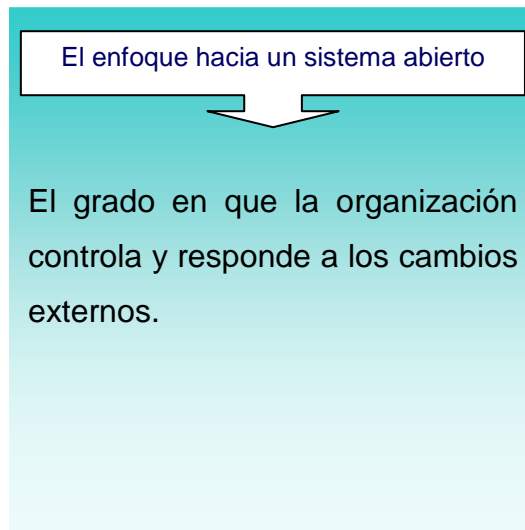 El enfoque hacia un sistema abierto
El grado en que la organización
controla y responde a los cambios
externos.